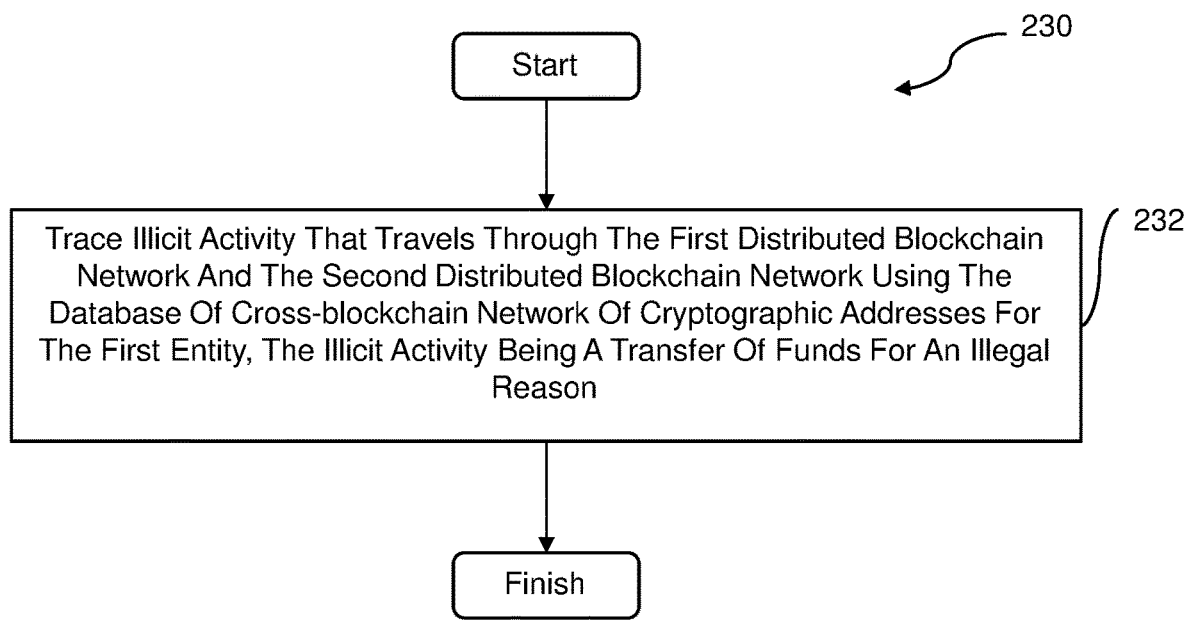 230
Start
232
Trace Illicit Activity That Travels Through The First Distributed Blockchain
Network And The Second Distributed Blockchain Network Using The
Database Of Cross-blockchain Network Of Cryptographic Addresses For
The First Entity, The Illicit Activity Being A Transfer Of Funds For An Illegal
Reason
Finish